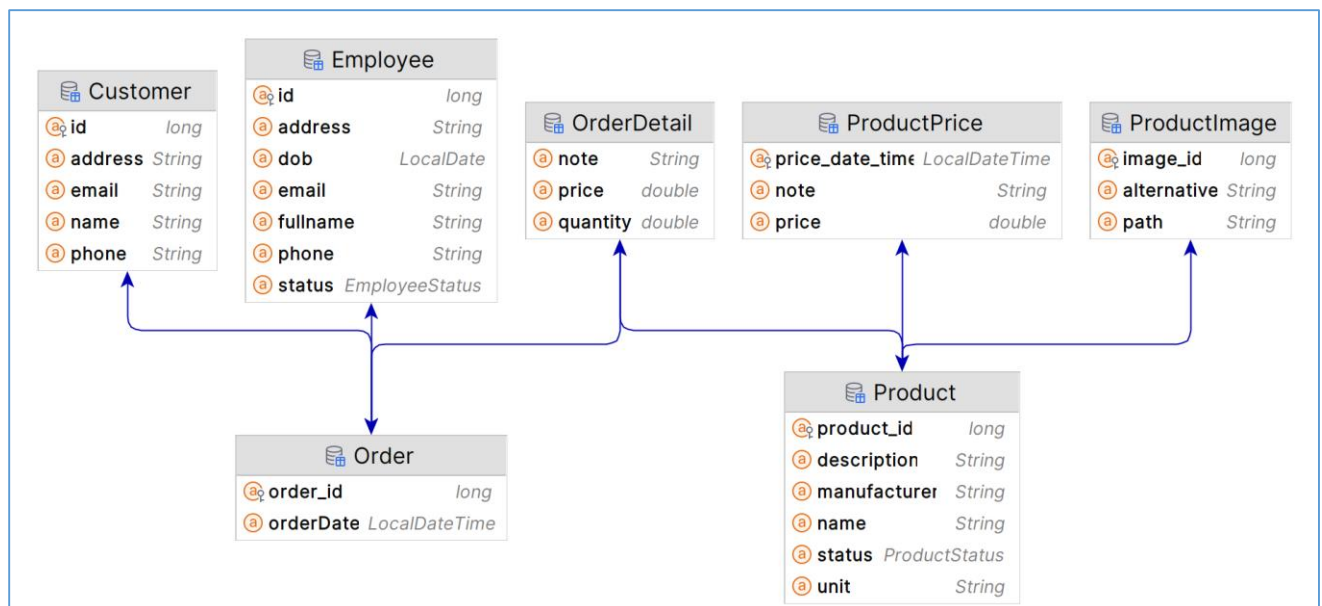 Customer
id long
address String
email String
name String
phone String
Employee
id long
address String
dob LocalDate
email String
fullname String
phone String
status EmployeeStatus
OrderDetail
note String
price double
quantity double
ProductPrice
price_date_time LocalDateTime
note String
price double
ProductImage
image_id long
alternative String
path String
Order
order_id long
orderDate LocalDateTime
Product
product_id long
description String
manufacturer String
name String
status ProductStatus
unit String